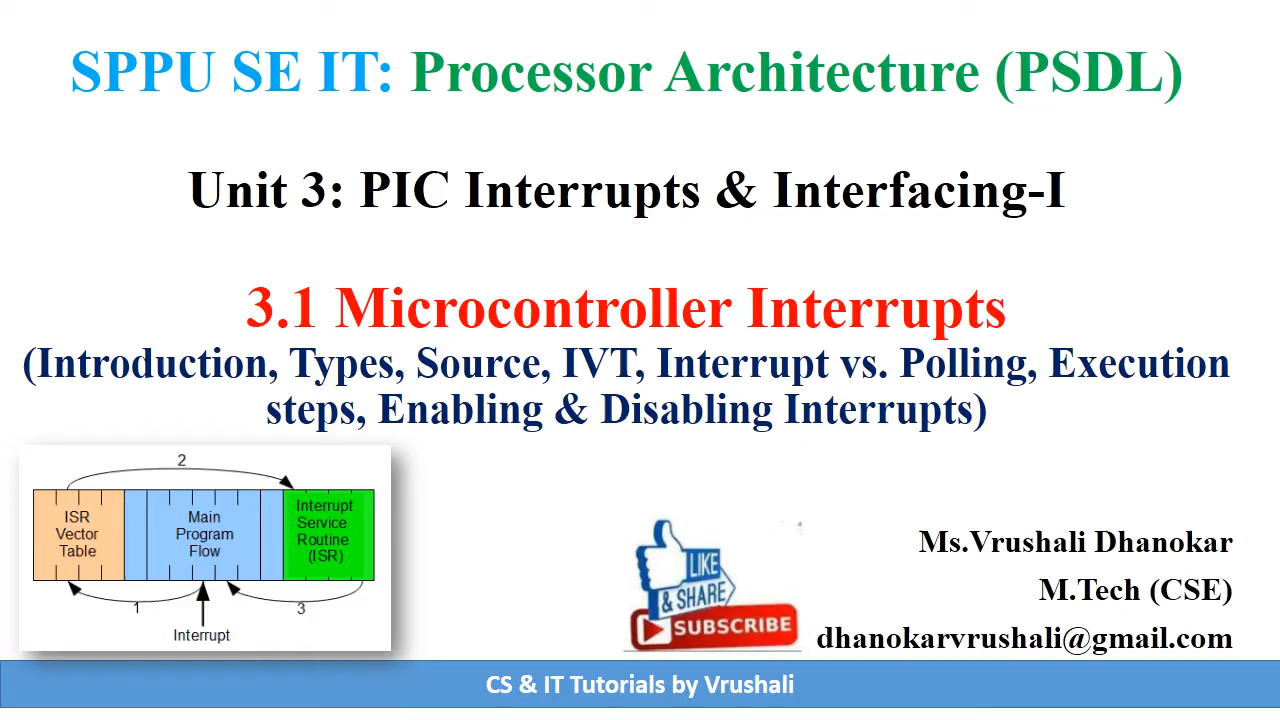 SPPU SE IT: Processor Architecture (PSDL)
Unit 3: PIC Interrupts & Interfacing-I
3.1 Microcontroller Interrupts
(Introduction, Types, Source, IVT, Interrupt vs. Polling, Execution
steps, Enabling & Disabling Interrupts)
2
ISR
Vector
Table
Main
Program
Flow
Interrupt
Service
Routine
(ISR)
1
3
Interrupt
LIKE
& SHARE
SUBSCRIBE
Ms.Vrushali Dhanokar
M.Tech (CSE)
dhanokarvrushali@gmail.com
CS & IT Tutorials by Vrushali